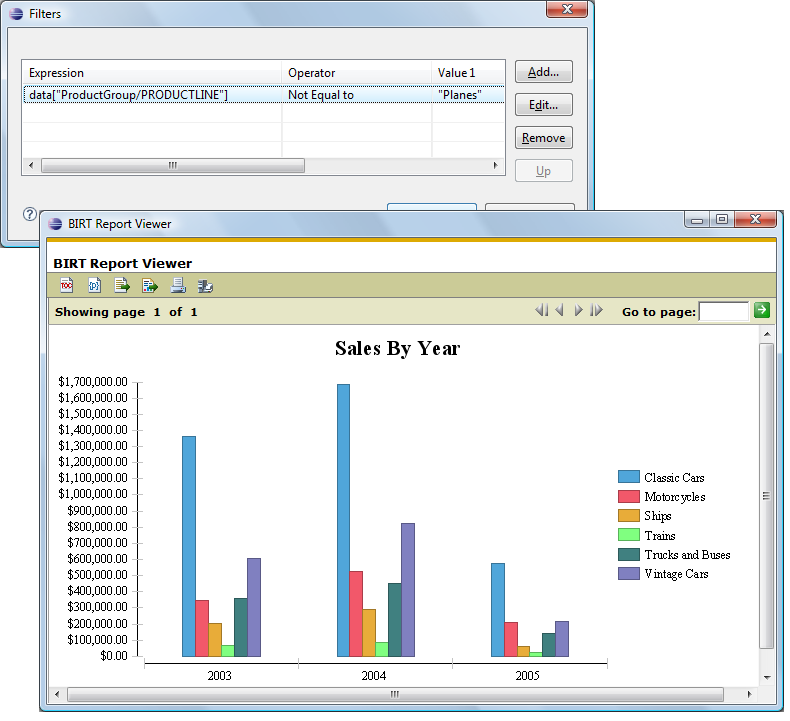 Filters
Expression Operator Value 1
data["ProductGroup/PRODUCTLINE"] Not Equal to "Planes"
Add...
Edit...
Remove
Up
?
BIRT Report Viewer
BIRT Report Viewer
TOC
Showing page 1 of 1 Go to page:
Sales By Year
$1,700,000.00
$1,600,000.00
$1,500,000.00
$1,400,000.00
$1,300,000.00
$1,200,000.00
$1,100,000.00
$1,000,000.00
$900,000.00
$800,000.00
$700,000.00
$600,000.00
$500,000.00
$400,000.00
$300,000.00
$200,000.00
$100,000.00
$0.00
2003 2004 2005
Classic Cars
Motorcycles
Ships
Trains
Trucks and Buses
Vintage Cars